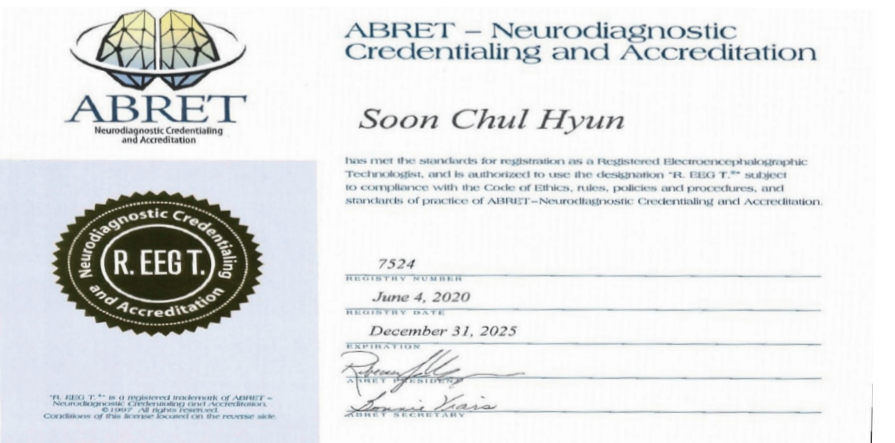 ABRET
Neurodiagnostic Credentialing
and Accreditation
ABRET – Neurodiagnostic
Credentialing and Accreditation
Soon Chul Hyun
has met the standards for registration as a Registered Electroencephalographic
Technologist, and is authorized to use the designation "R. EEG T.®" subject
to compliance with the Code of Ethics, rules, policies and procedures, and
standards of practice of ABRET–Neurodiagnostic Credentialing and Accreditation.
Neurodiagnostic Credentialing
R. EEG T.
and Accreditation
7524
REGISTRY NUMBER
June 4, 2020
REGISTRY DATE
December 31, 2025
EXPIRATION
ABRET PRESIDENT
ABRET SECRETARY
"R. EEG T.®" is a registered trademark of ABRET –
Neurodiagnostic Credentialing and Accreditation.
©1997 All rights reserved.
Conditions of this license located on the reverse side.